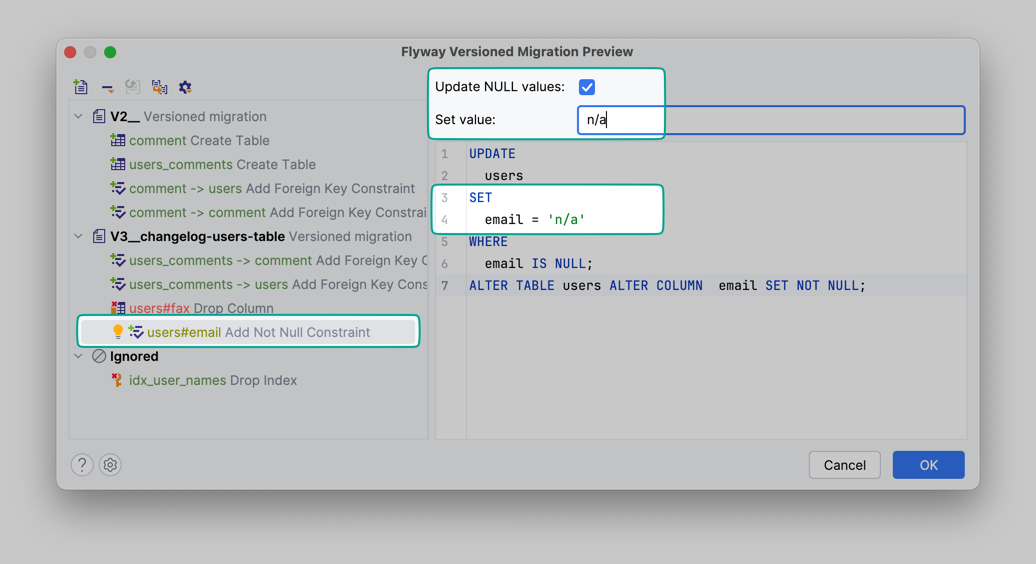 Flyway Versioned Migration Preview
V2__ Versioned migration
comment Create Table
users_comments Create Table
comment -> users Add Foreign Key Constraint
comment -> comment Add Foreign Key Constrai
V3__changelog-users-table Versioned migration
users_comments -> comment Add Foreign Key C
users_comments -> users Add Foreign Key Cons
users#fax Drop Column
users#email Add Not Null Constraint
Ignored
idx_user_names Drop Index
Update NULL values:
Set value: n/a
1 UPDATE
2 users
3 SET
4 email = 'n/a'
5 WHERE
6 email IS NULL;
7 ALTER TABLE users ALTER COLUMN  email SET NOT NULL;
?
Cancel
OK